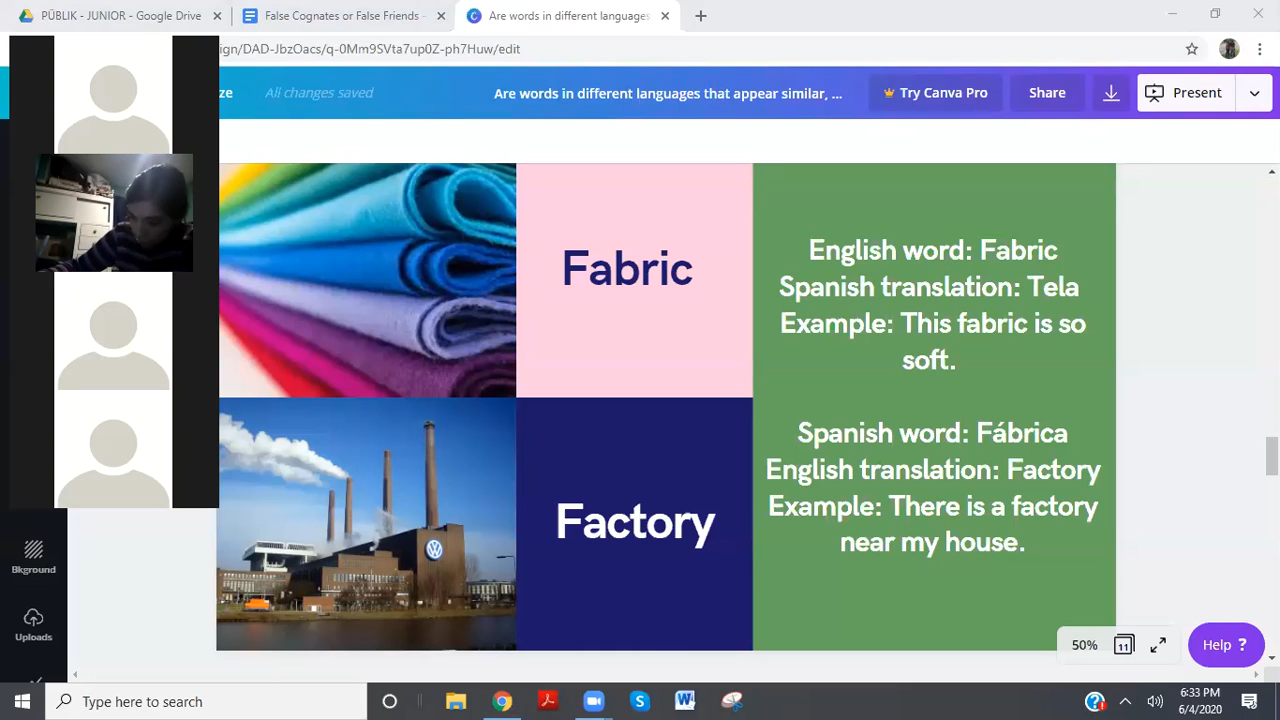 PÜBLIK - JUNIOR - Google Drive
False Cognates or False Friends -
Are words in different languages
ign/DAD-JbzOacs/q-0Mm9SVta7up0Z-ph7Huw/edit
ze
All changes saved
Are words in different languages that appear similar, ...
Try Canva Pro
Share
Present
Fabric
English word: Fabric
Spanish translation: Tela
Example: This fabric is so
soft.
Factory
Spanish word: Fábrica
English translation: Factory
Example: There is a factory
near my house.
Bkground
Uploads
50%
11
Help ?
Type here to search
6:33 PM
6/4/2020